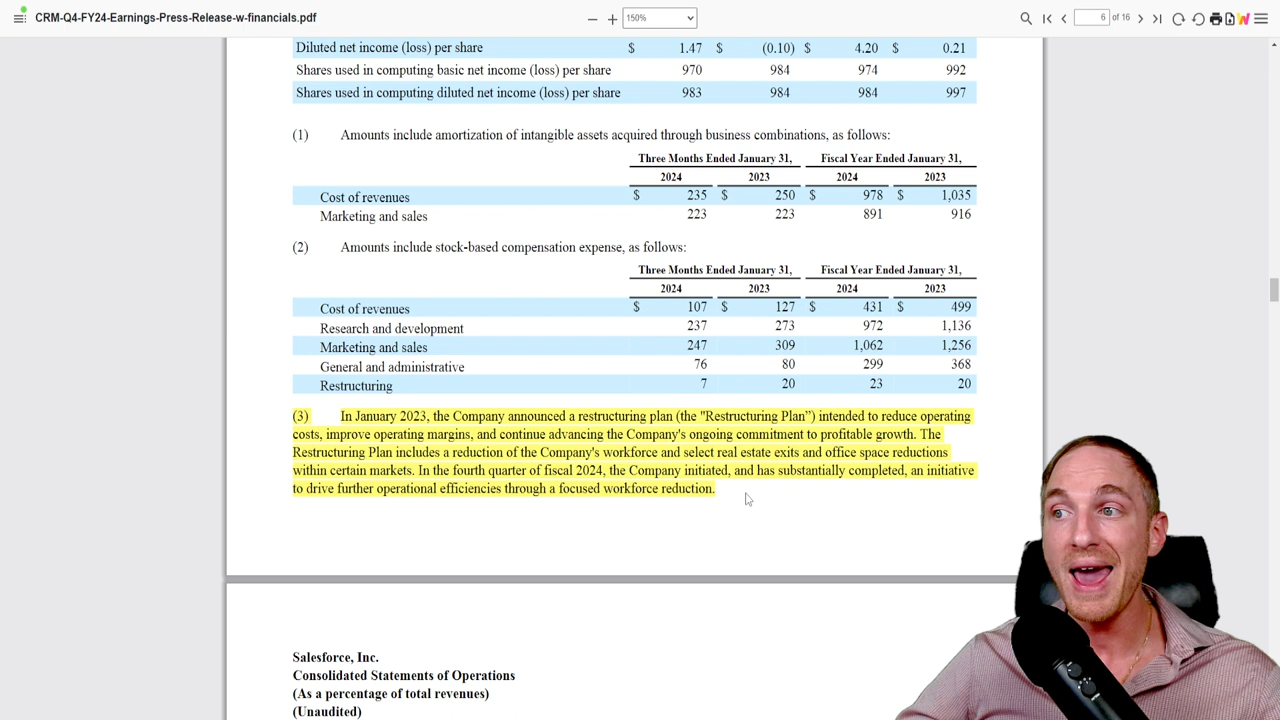 CRM-Q4-FY24-Earnings-Press-Release-w-financials.pdf 150% 6 of 16
Diluted net income (loss) per share $ 1.47 $ (0.10) $ 4.20 $ 0.21
Shares used in computing basic net income (loss) per share 970 984 974 992
Shares used in computing diluted net income (loss) per share 983 984 984 997
(1) Amounts include amortization of intangible assets acquired through business combinations, as follows:
Three Months Ended January 31, Fiscal Year Ended January 31,
2024 2023 2024 2023
Cost of revenues $ 235 $ 250 $ 978 $ 1,035
Marketing and sales 223 223 891 916
(2) Amounts include stock-based compensation expense, as follows:
Three Months Ended January 31, Fiscal Year Ended January 31,
2024 2023 2024 2023
Cost of revenues $ 107 $ 127 $ 431 $ 499
Research and development 237 273 972 1,136
Marketing and sales 247 309 1,062 1,256
General and administrative 76 80 299 368
Restructuring 7 20 23 20
(3) In January 2023, the Company announced a restructuring plan (the "Restructuring Plan”) intended to reduce operating
costs, improve operating margins, and continue advancing the Company's ongoing commitment to profitable growth. The
Restructuring Plan includes a reduction of the Company's workforce and select real estate exits and office space reductions
within certain markets. In the fourth quarter of fiscal 2024, the Company initiated, and has substantially completed, an initiative
to drive further operational efficiencies through a focused workforce reduction.
Salesforce, Inc.
Consolidated Statements of Operations
(As a percentage of total revenues)
(Unaudited)